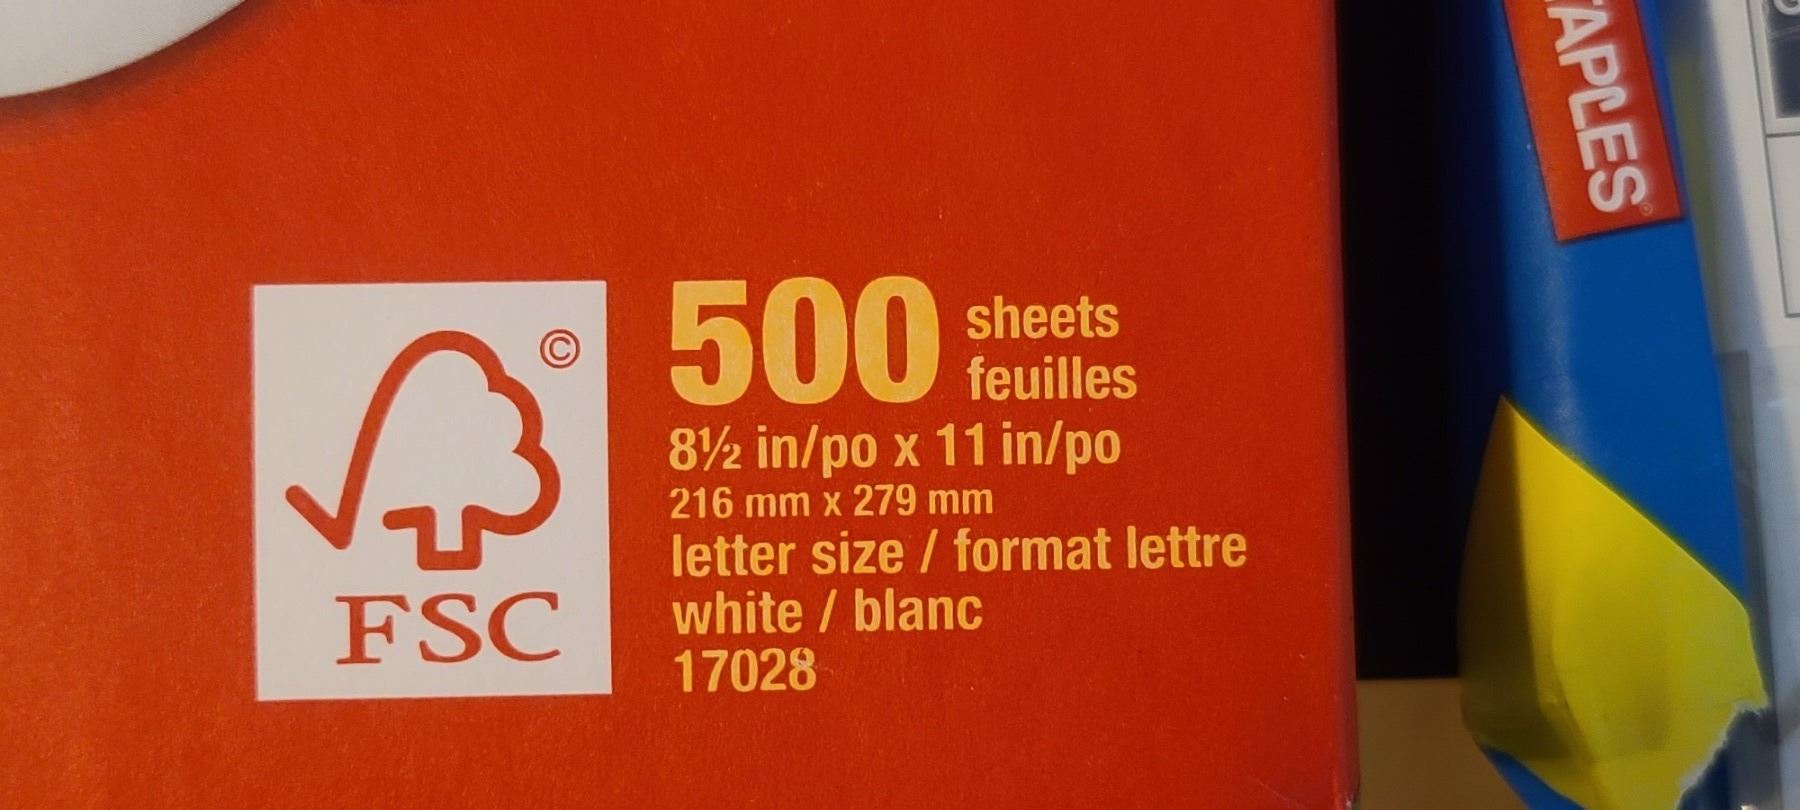 ©
FSC
500 sheets
feuilles
8½ in/po x 11 in/po
216 mm x 279 mm
letter size / format lettre
white / blanc
17028
TAPLES